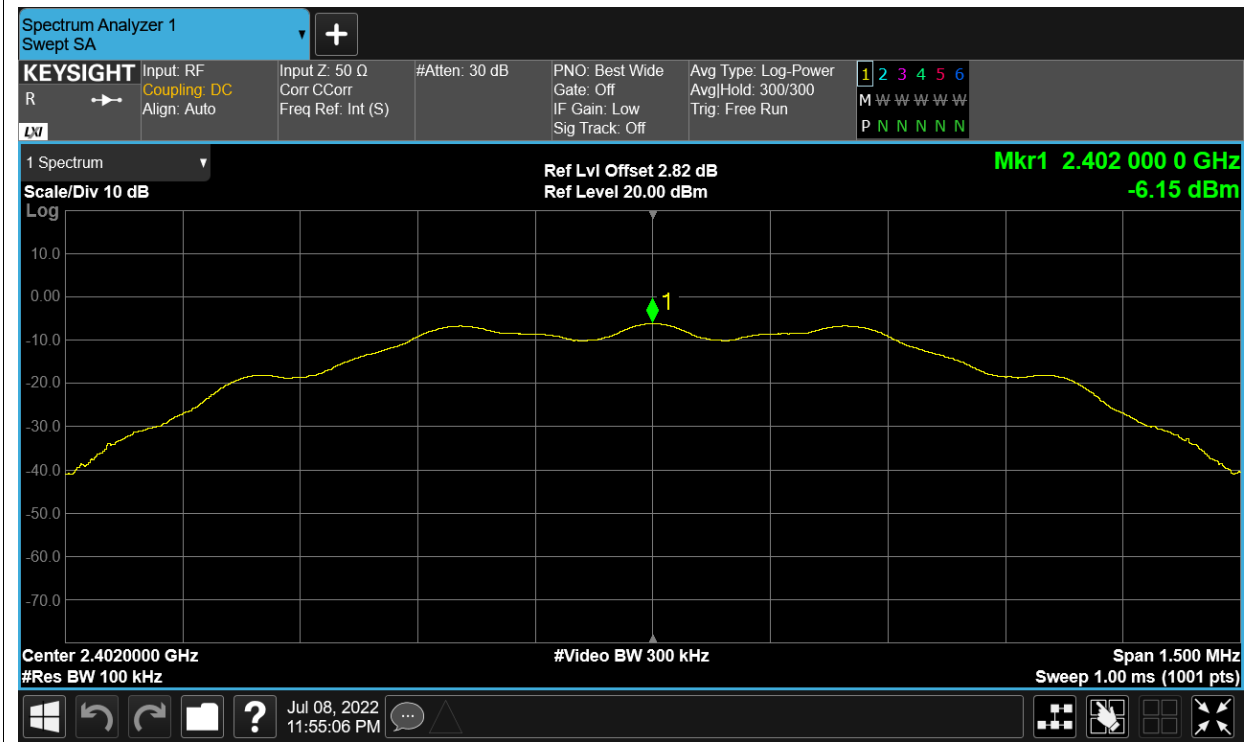 Spectrum Analyzer 1
Swept SA
KEYSIGHT
R
LXI
Input: RF
Coupling: DC
Align: Auto
Input Z: 50 Ω
Corr CCorr
Freq Ref: Int (S)
#Atten: 30 dB
PNO: Best Wide
Gate: Off
IF Gain: Low
Sig Track: Off
Avg Type: Log-Power
Avg|Hold: 300/300
Trig: Free Run
1 2 3 4 5 6
M W W W W W
P N N N N N
1 Spectrum
Scale/Div 10 dB
Ref Lvl Offset 2.82 dB
Ref Level 20.00 dBm
Mkr1 2.402 000 0 GHz
-6.15 dBm
Log
10.0
0.00
1
-10.0
-20.0
-30.0
-40.0
-50.0
-60.0
-70.0
Center 2.4020000 GHz
#Res BW 100 kHz
#Video BW 300 kHz
Span 1.500 MHz
Sweep 1.00 ms (1001 pts)
?
Jul 08, 2022
11:55:06 PM